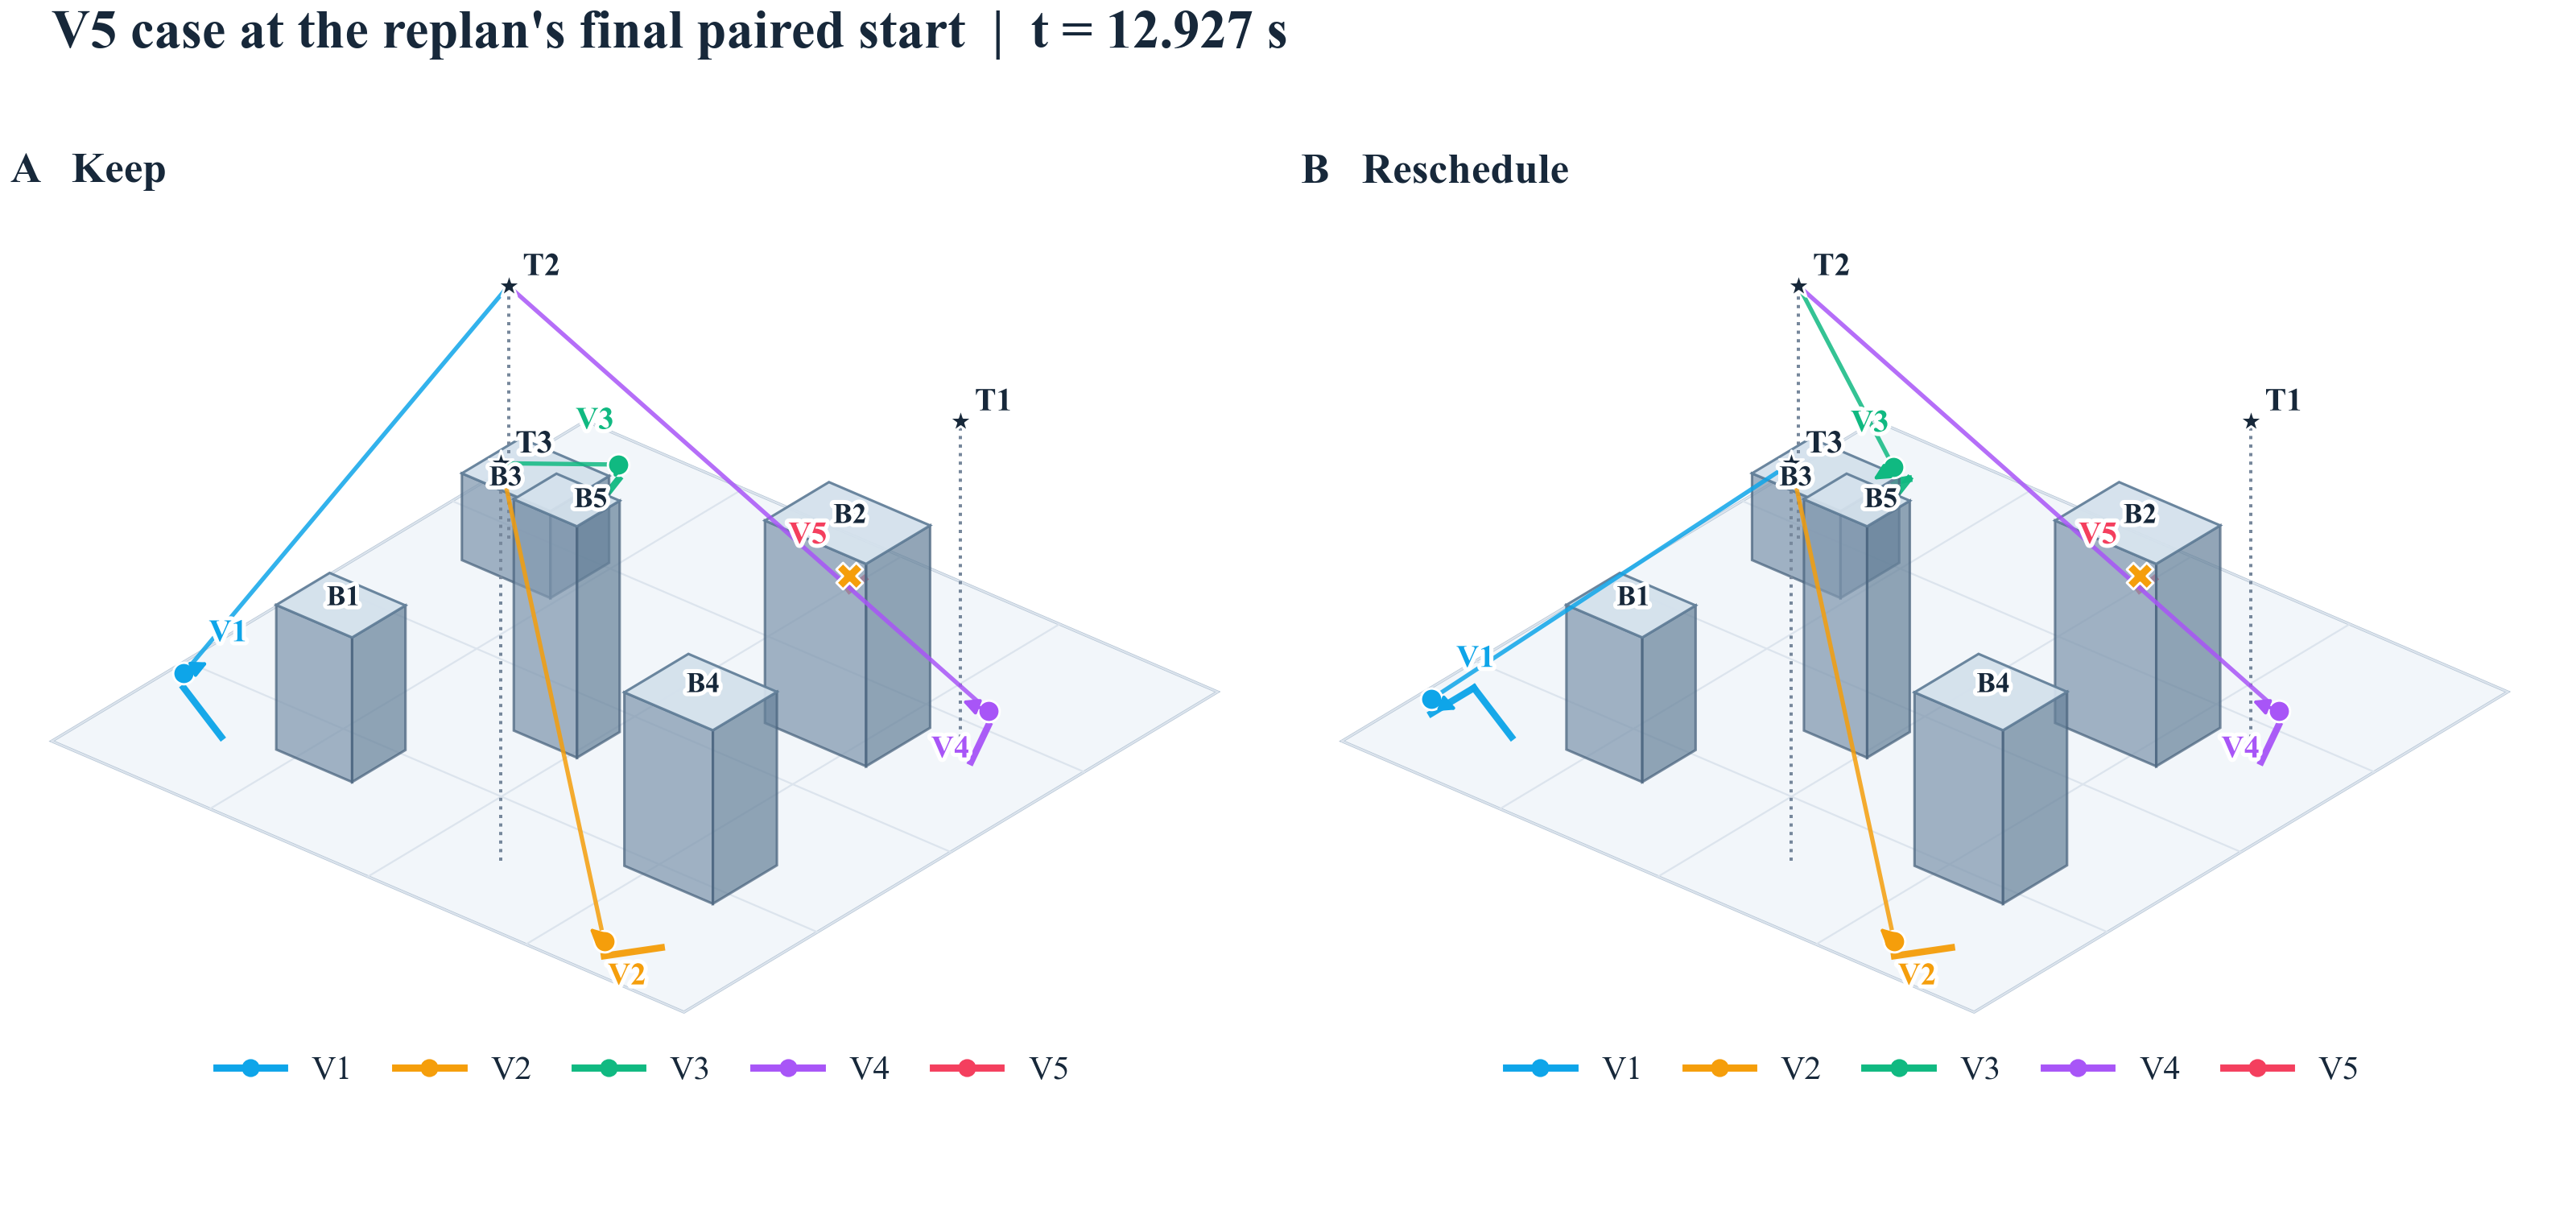 V5 case at the replan's final paired start | t = 12.927 s
A Keep
T2
T1
V3
T3
B3
B5
B2
V5
B1
V1
B4
V4
V2
V1 V2 V3 V4 V5
B Reschedule
T2
T1
V3
T3
B3
B5
B2
V5
B1
V1
B4
V4
V2
V1 V2 V3 V4 V5